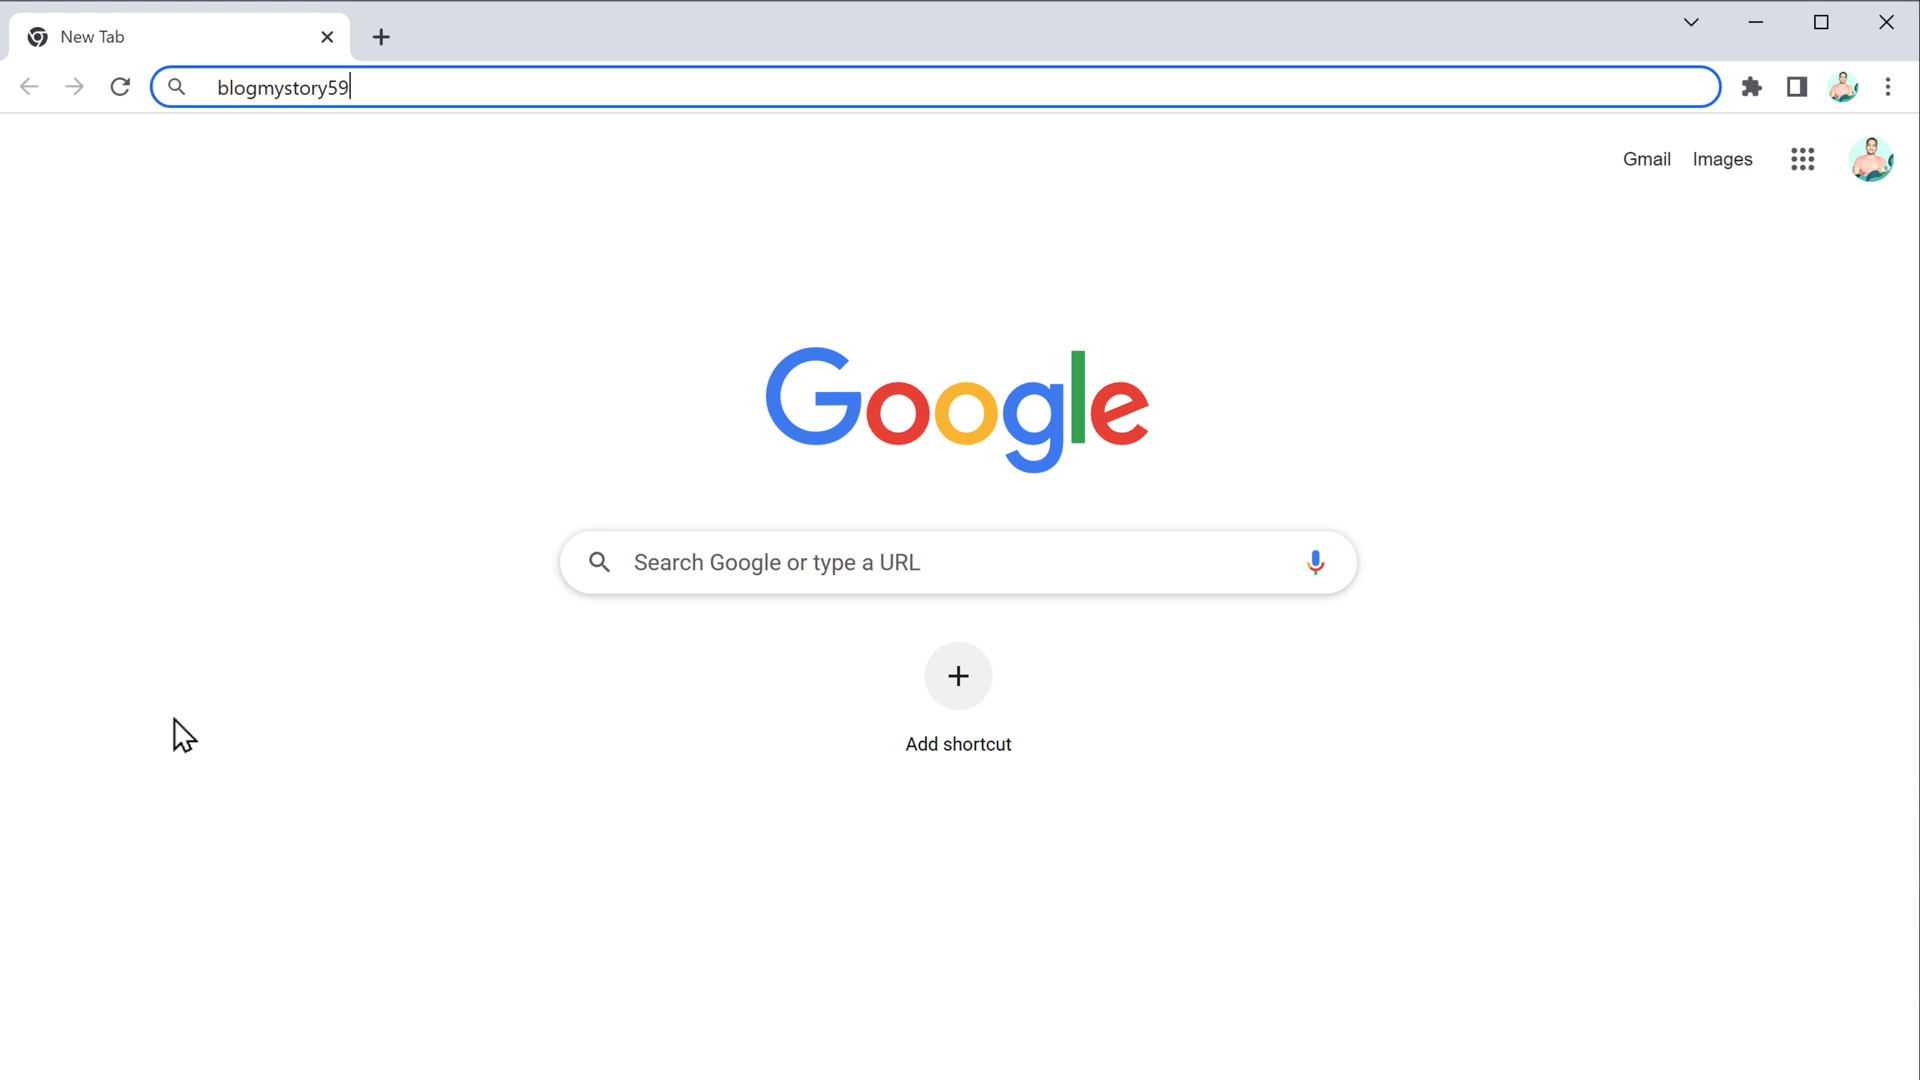 New Tab
blogmystory59
Gmail Images
Google
Search Google or type a URL
Add shortcut